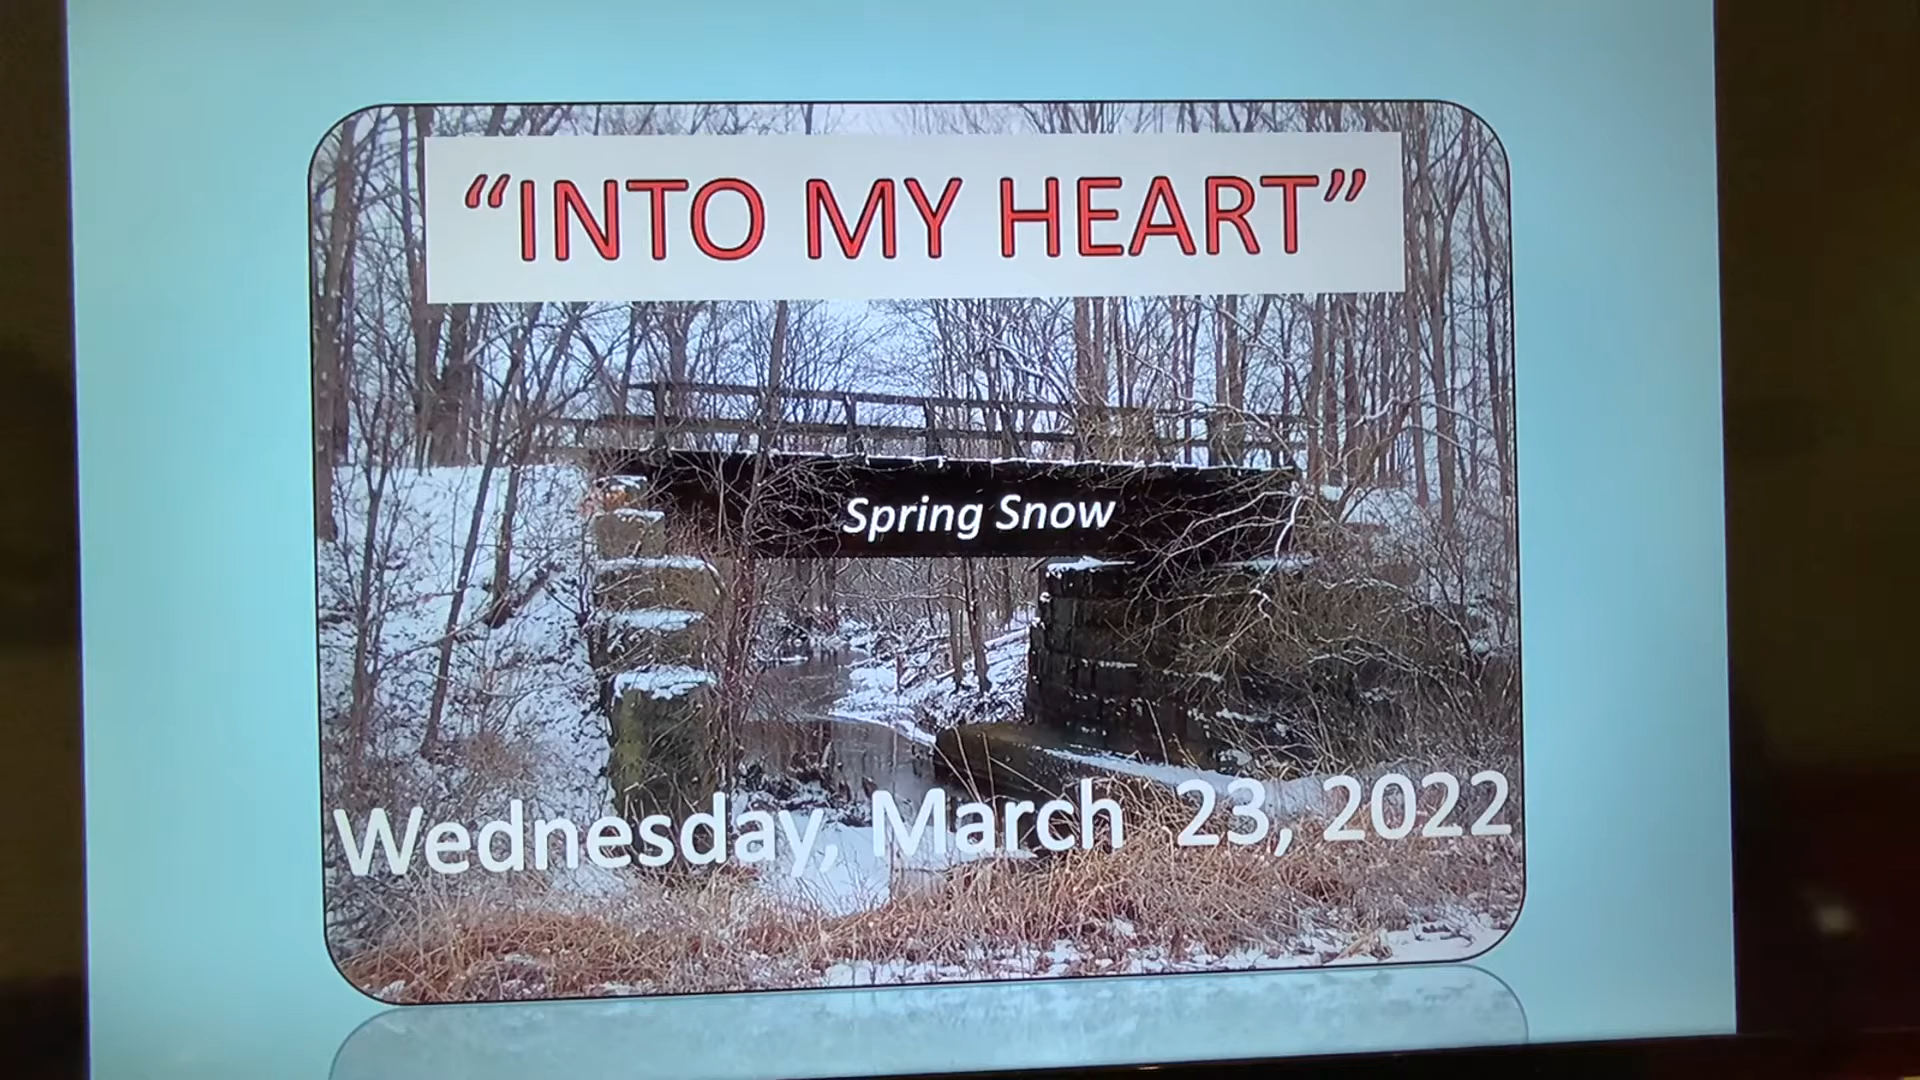 “INTO MY HEART”
Spring Snow
Wednesday, March 23, 2022